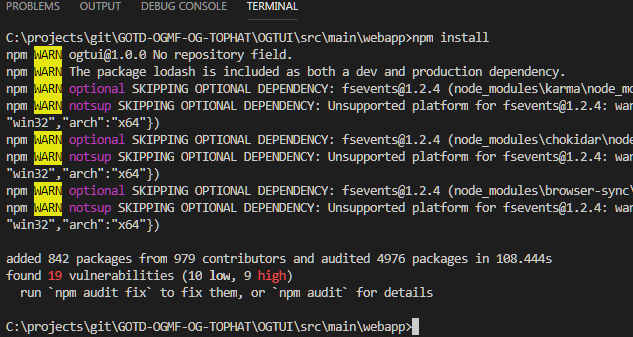 PROBLEMS OUTPUT DEBUG CONSOLE TERMINAL
C:\projects\git\GOTD-OGMF-OG-TOPHAT\OGTUI\src\main\webapp>npm install
npm WARN ogtui@1.0.0 No repository field.
npm WARN The package lodash is included as both a dev and production dependency.
npm WARN optional SKIPPING OPTIONAL DEPENDENCY: fsevents@1.2.4 (node_modules\karma\node_mo
npm WARN notsup SKIPPING OPTIONAL DEPENDENCY: Unsupported platform for fsevents@1.2.4: wan
"win32","arch":"x64"})
npm WARN optional SKIPPING OPTIONAL DEPENDENCY: fsevents@1.2.4 (node_modules\chokidar\node
npm WARN notsup SKIPPING OPTIONAL DEPENDENCY: Unsupported platform for fsevents@1.2.4: wan
"win32","arch":"x64"})
npm WARN optional SKIPPING OPTIONAL DEPENDENCY: fsevents@1.2.4 (node_modules\browser-sync\
npm WARN notsup SKIPPING OPTIONAL DEPENDENCY: Unsupported platform for fsevents@1.2.4: wan
"win32","arch":"x64"})
added 842 packages from 979 contributors and audited 4976 packages in 108.444s
found 19 vulnerabilities (10 low, 9 high)
run `npm audit fix` to fix them, or `npm audit` for details
C:\projects\git\GOTD-OGMF-OG-TOPHAT\OGTUI\src\main\webapp>